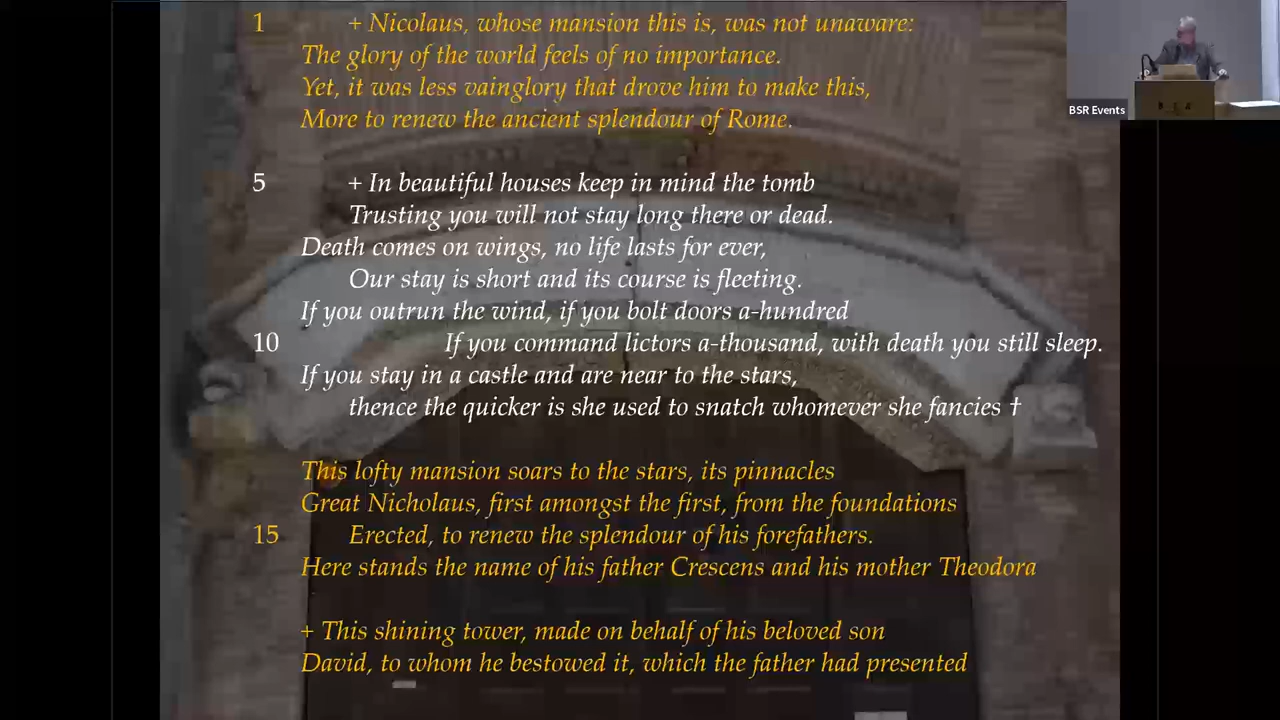 1 + Nicolaus, whose mansion this is, was not unaware:
The glory of the world feels of no importance.
Yet, it was less vainglory that drove him to make this,
More to renew the ancient splendour of Rome.
5 + In beautiful houses keep in mind the tomb
Trusting you will not stay long there or dead.
Death comes on wings, no life lasts for ever,
Our stay is short and its course is fleeting.
If you outrun the wind, if you bolt doors a-hundred
10 If you command lictors a-thousand, with death you still sleep.
If you stay in a castle and are near to the stars,
thence the quicker is she used to snatch whomever she fancies †
This lofty mansion soars to the stars, its pinnacles
Great Nicholaus, first amongst the first, from the foundations
15 Erected, to renew the splendour of his forefathers.
Here stands the name of his father Crescens and his mother Theodora
+ This shining tower, made on behalf of his beloved son
David, to whom he bestowed it, which the father had presented
BSR Events